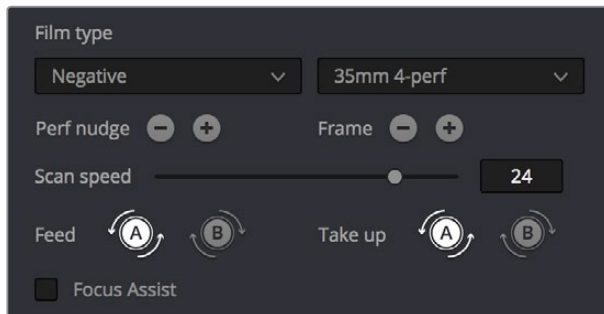 Film type
Negative 35mm 4-perf
Perf nudge - + Frame - +
Scan speed 24
Feed A B Take up A B
Focus Assist